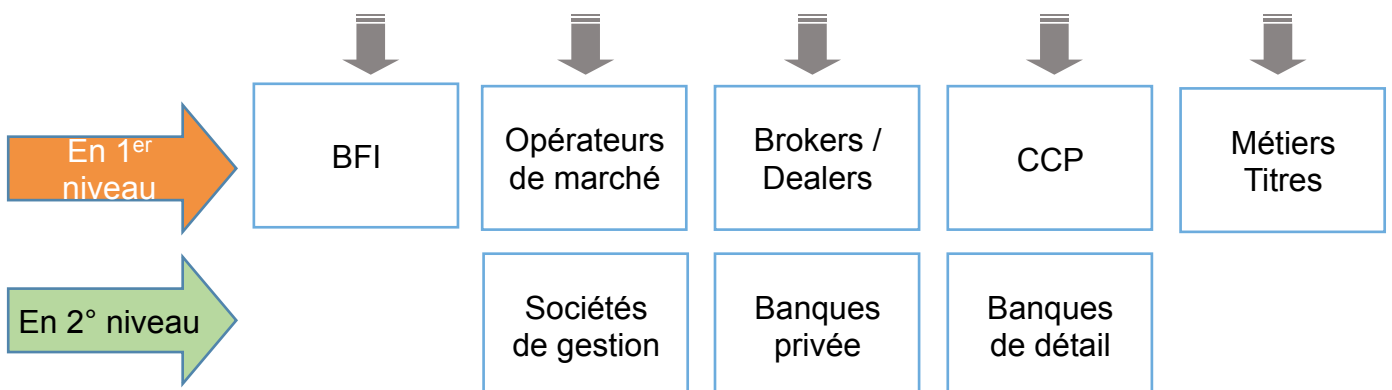 En 1er
niveau
BFI
Opérateurs
de marché
Brokers /
Dealers
CCP
Métiers
Titres
En 2° niveau
Sociétés
de gestion
Banques
privée
Banques
de détail